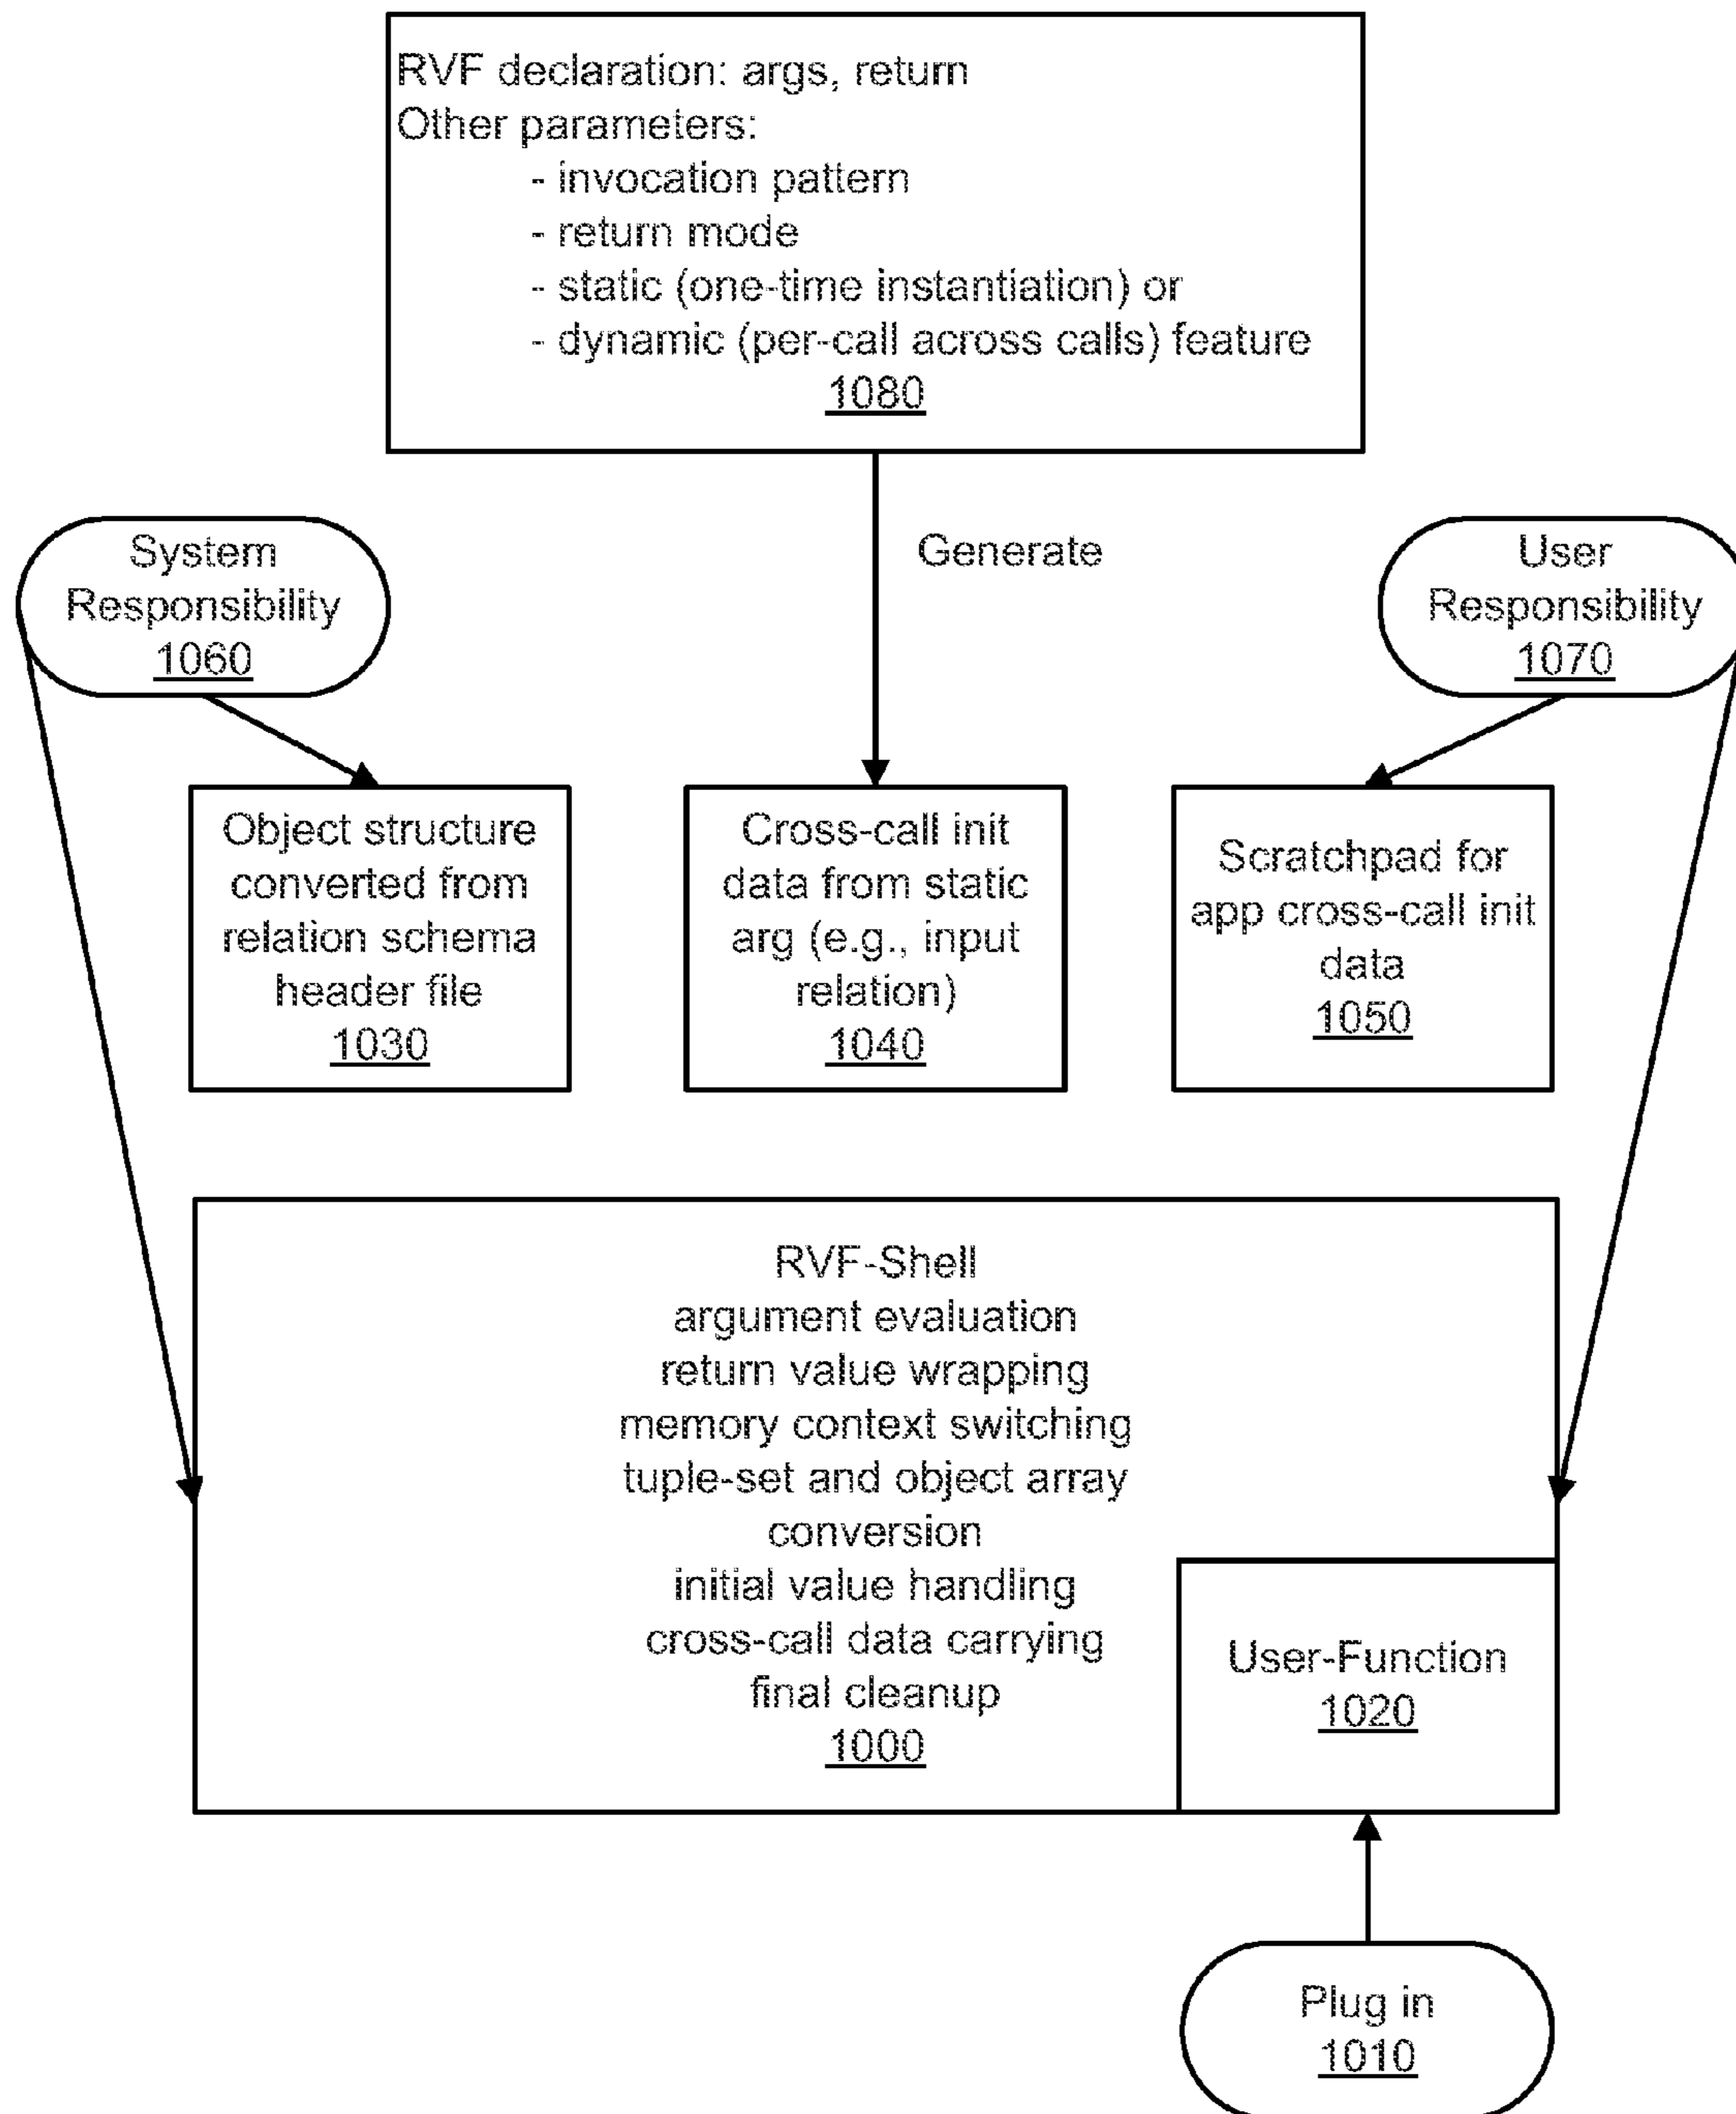 RVF declaration: args, return
Other parameters:
- invocation pattern
- return mode
- static (one-time instantiation) or
- dynamic (per-call across calls) feature
1080
Generate
System
Responsibility
1060
User
Responsibility
1070
Object structure
converted from
relation schema
header file
1030
Cross-call init
data from static
arg (e.g., input
relation)
1040
Scratchpad for
app cross-call init
data
1050
RVF-Shell
argument evaluation
return value wrapping
memory context switching
tuple-set and object array
conversion
initial value handling
cross-call data carrying
final cleanup
1000
User-Function
1020
Plug in
1010